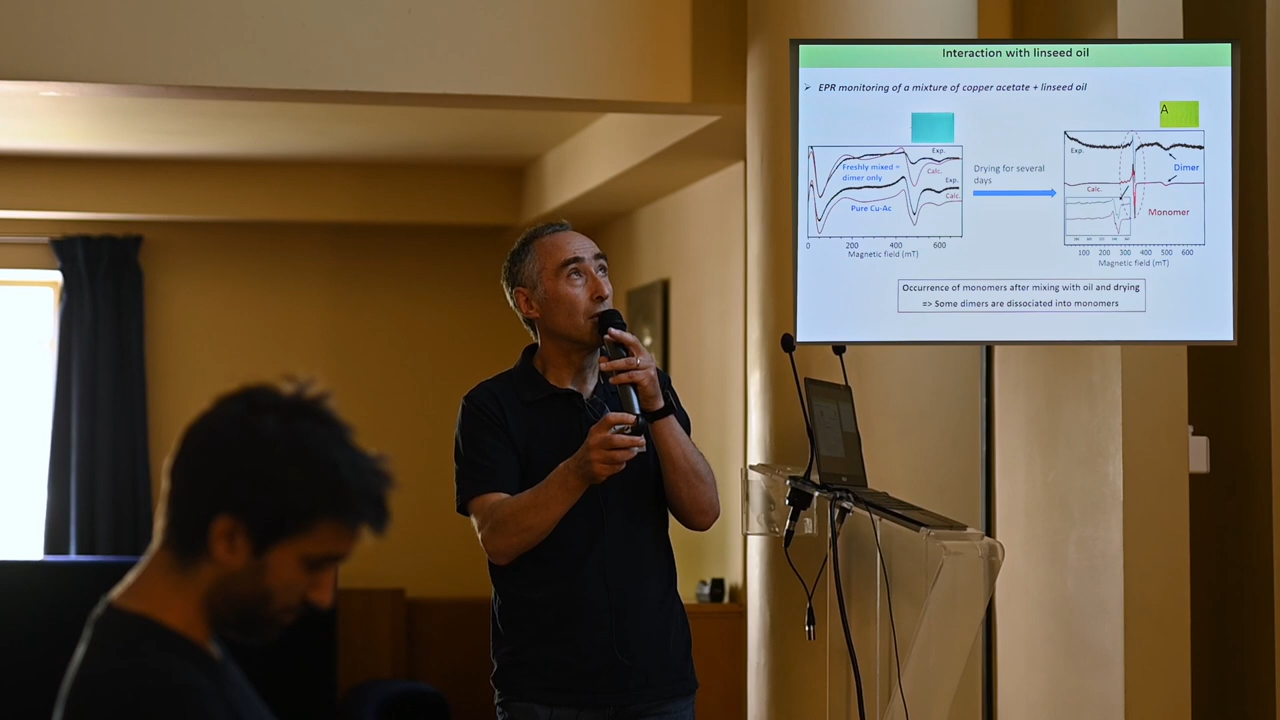 Interaction with linseed oil
➢ EPR monitoring of a mixture of copper acetate + linseed oil
A
Exp.
Freshly mixed =
dimer only
Calc.
Exp.
Calc.
Pure Cu-Ac
0 200 400 600
Magnetic field (mT)
Drying for several
days
Exp.
Dimer
Calc.
Monomer
100 200 300 400 500 600
Magnetic field (mT)
Occurrence of monomers after mixing with oil and drying
=> Some dimers are dissociated into monomers